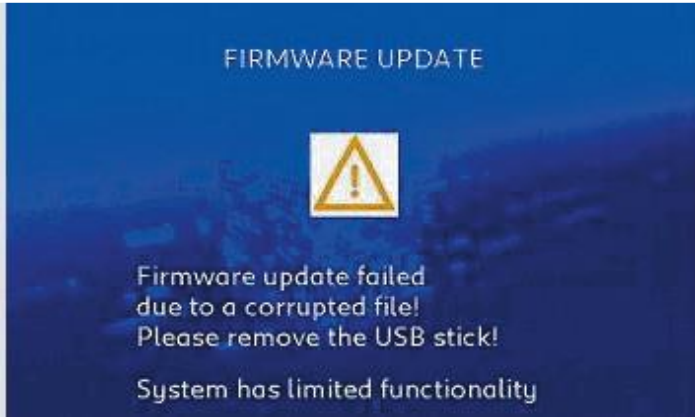 FIRMWARE UPDATE
!
Firmware update failed
due to a corrupted file!
Please remove the USB stick!
System has limited functionality